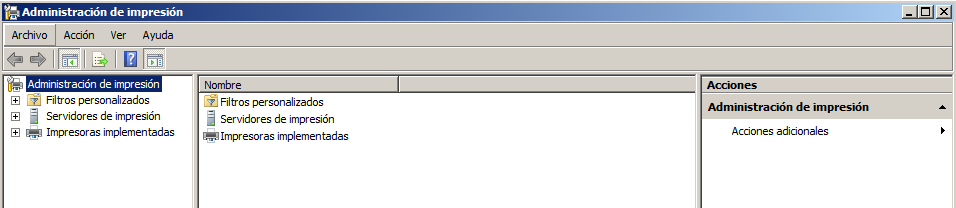 Administración de impresión
Archivo Acción Ver Ayuda
Administración de impresión
Filtros personalizados
Servidores de impresión
Impresoras implementadas
Nombre
Filtros personalizados
Servidores de impresión
Impresoras implementadas
Acciones
Administración de impresión
Acciones adicionales